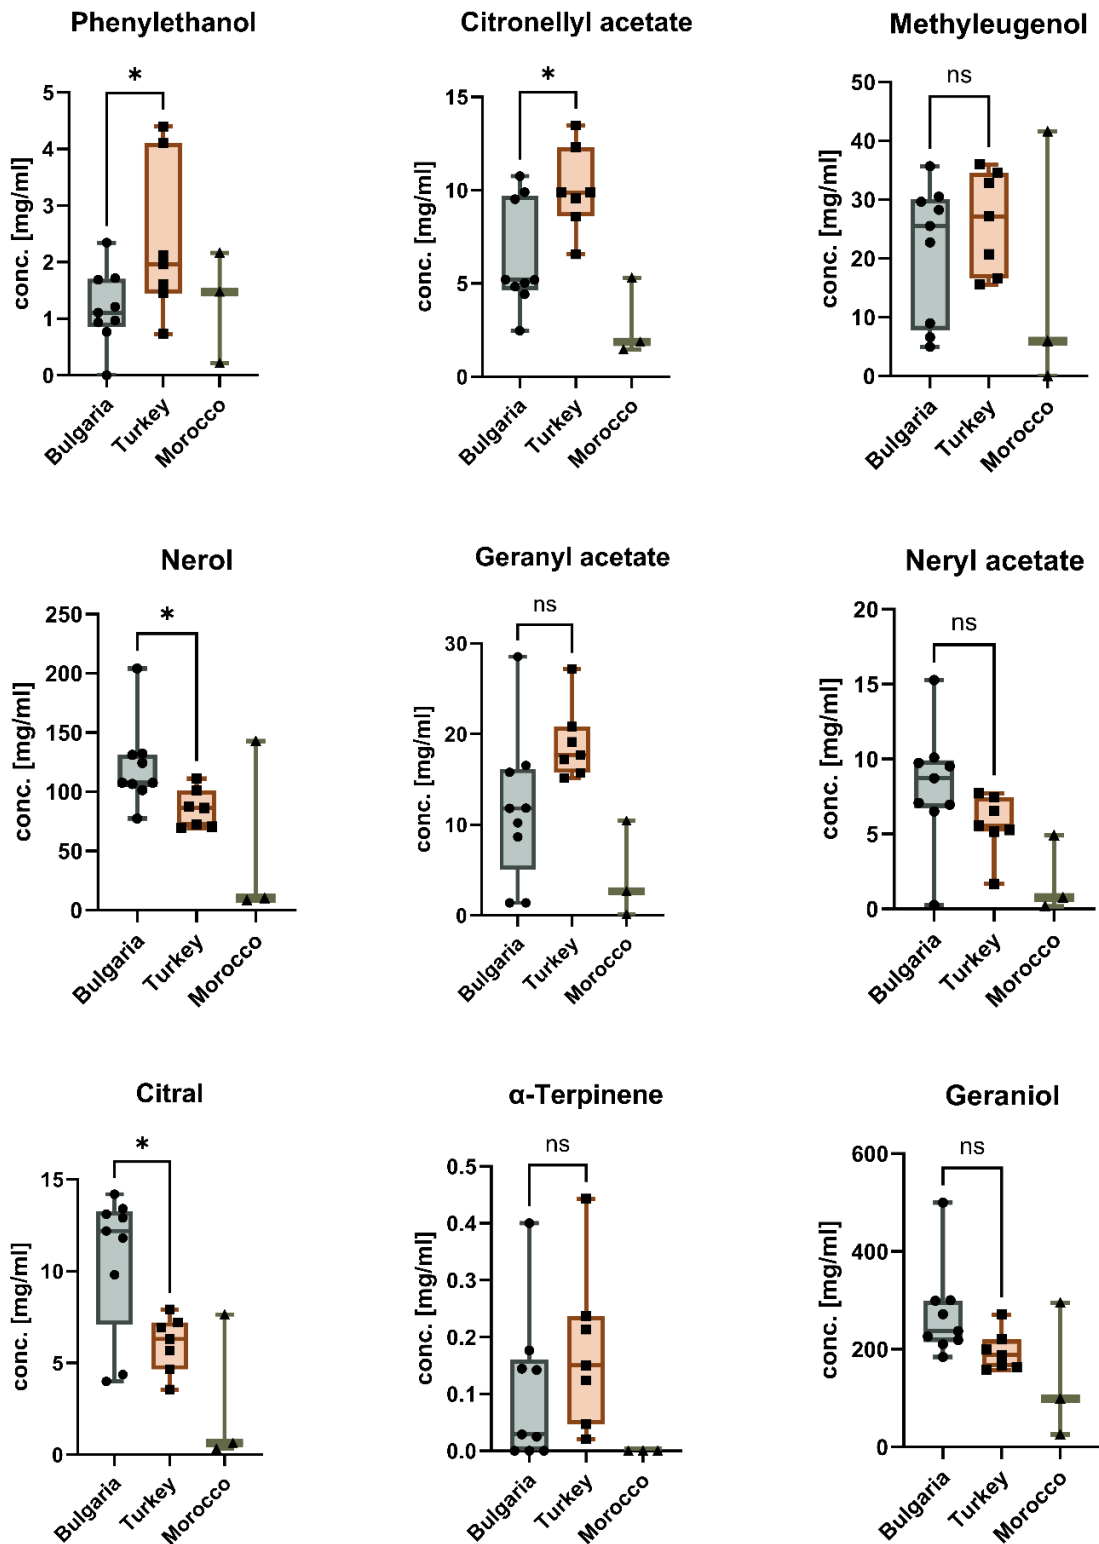 Phenylethanol
*
conc. [mg/ml]
5
4
3
2
1
0
Bulgaria
Turkey
Morocco
Citronellyl acetate
*
conc. [mg/ml]
15
10
5
0
Bulgaria
Turkey
Morocco
Methyleugenol
ns
conc. [mg/ml]
50
40
30
20
10
0
Bulgaria
Turkey
Morocco
Nerol
*
conc. [mg/ml]
250
200
150
100
50
0
Bulgaria
Turkey
Morocco
Geranyl acetate
ns
conc. [mg/ml]
30
20
10
0
Bulgaria
Turkey
Morocco
Neryl acetate
ns
conc. [mg/ml]
20
15
10
5
0
Bulgaria
Turkey
Morocco
Citral
*
conc. [mg/ml]
15
10
5
0
Bulgaria
Turkey
Morocco
α-Terpinene
ns
conc. [mg/ml]
0.5
0.4
0.3
0.2
0.1
0.0
Bulgaria
Turkey
Morocco
Geraniol
ns
conc. [mg/ml]
600
400
200
0
Bulgaria
Turkey
Morocco